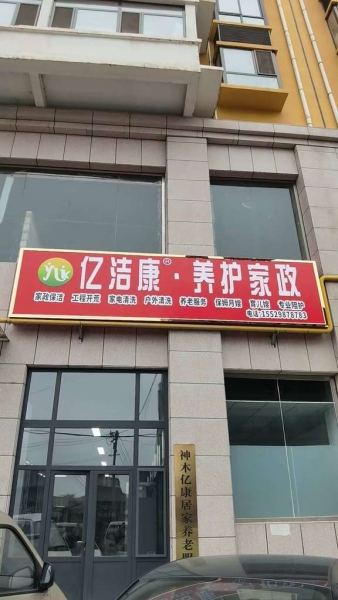 亿洁康®·养护家政
家政保洁 工程开荒 家电清洗 户外清洗 养老服务 保姆月嫂 育儿嫂 专业陪护
电话:15529878783
神木亿康居家养老服